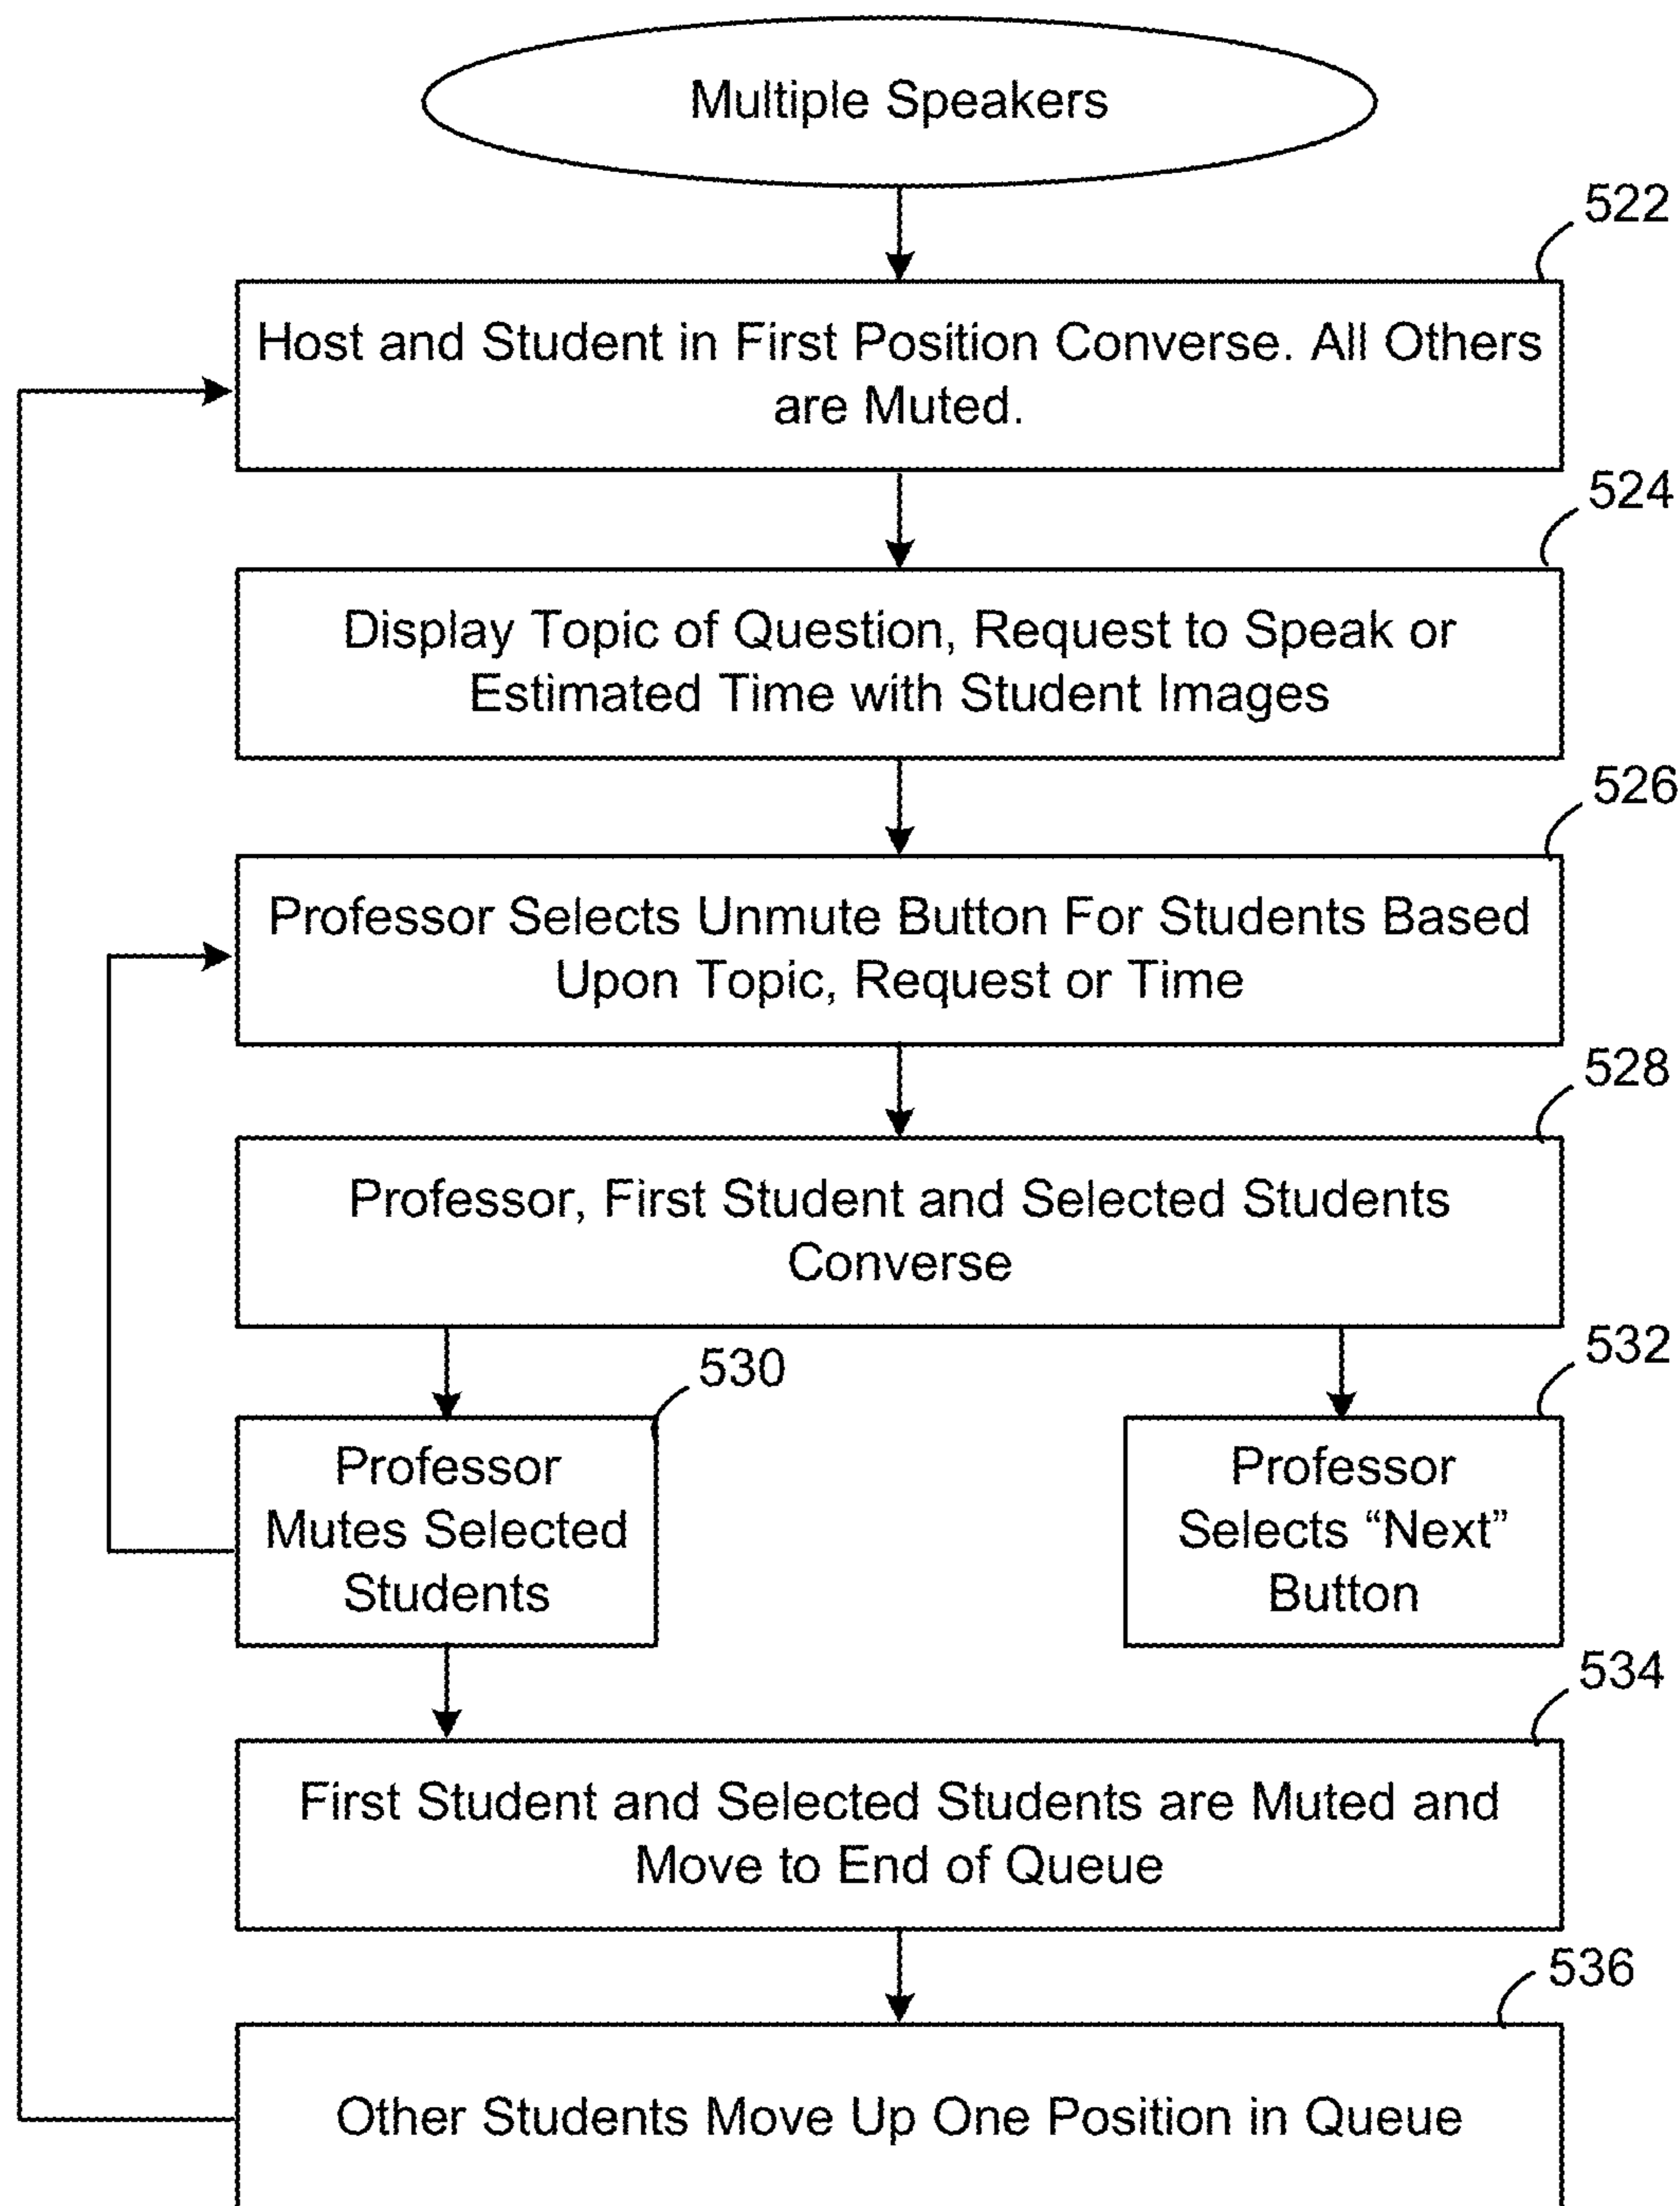 Multiple Speakers
522
Host and Student in First Position Converse. All Others
are Muted.
524
Display Topic of Question, Request to Speak or
Estimated Time with Student Images
526
Professor Selects Unmute Button For Students Based
Upon Topic, Request or Time
528
Professor, First Student and Selected Students
Converse
530
Professor
Mutes Selected
Students
532
Professor
Selects “Next”
Button
534
First Student and Selected Students are Muted and
Move to End of Queue
536
Other Students Move Up One Position in Queue